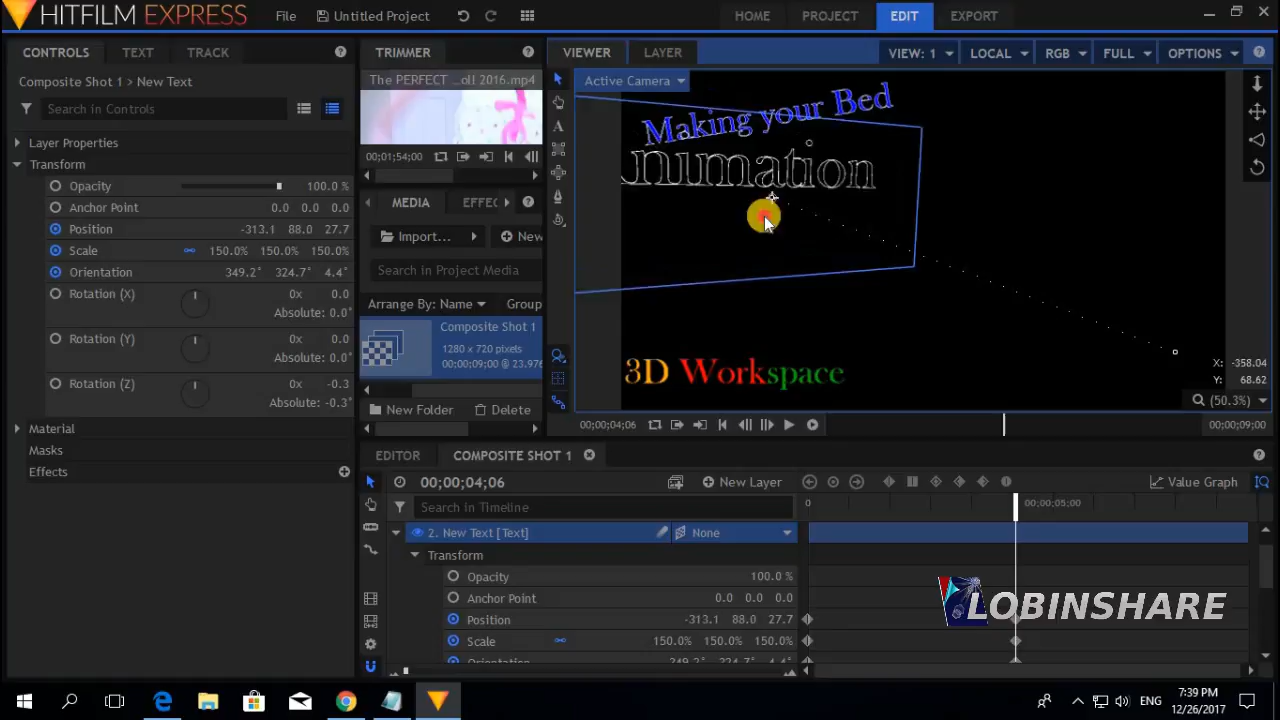 HITFILM EXPRESS File Untitled Project HOME PROJECT EDIT EXPORT
CONTROLS TEXT TRACK
Composite Shot 1 > New Text
Search in Controls
Layer Properties
Transform
Opacity 100.0 %
Anchor Point 0.0 0.0 0.0
Position -313.1 88.0 27.7
Scale 150.0% 150.0% 150.0%
Orientation 349.2° 324.7° 4.4°
Rotation (X) 0x 0.0
Absolute: 0.0°
Rotation (Y) 0x 0.0
Absolute: 0.0°
Rotation (Z) 0x -0.3
Absolute: -0.3°
Material
Masks
Effects
TRIMMER
The PERFECT ...oll 2016.mp4
00;01;54;00
MEDIA EFFEC
Import... New
Search in Project Media
Arrange By: Name Group
Composite Shot 1
1280 x 720 pixels
00;00;09;00 @ 23.976
New Folder Delete
VIEWER LAYER VIEW: 1 LOCAL RGB FULL OPTIONS
Active Camera
Making your Bed
nimation
3D Workspace
X: -358.04
Y: 68.62
(50.3%)
00;00;04;06 00;00;09;00
EDITOR COMPOSITE SHOT 1
00;00;04;06 New Layer Value Graph
Search in Timeline 0 00;00;05;00
2. New Text [Text] None
Transform
Opacity 100.0 %
Anchor Point 0.0 0.0 0.0
Position -313.1 88.0 27.7
Scale 150.0% 150.0% 150.0%
Orientation 349.2° 324.7° 4.4°
LOBINSHARE
ENG 7:39 PM
12/26/2017